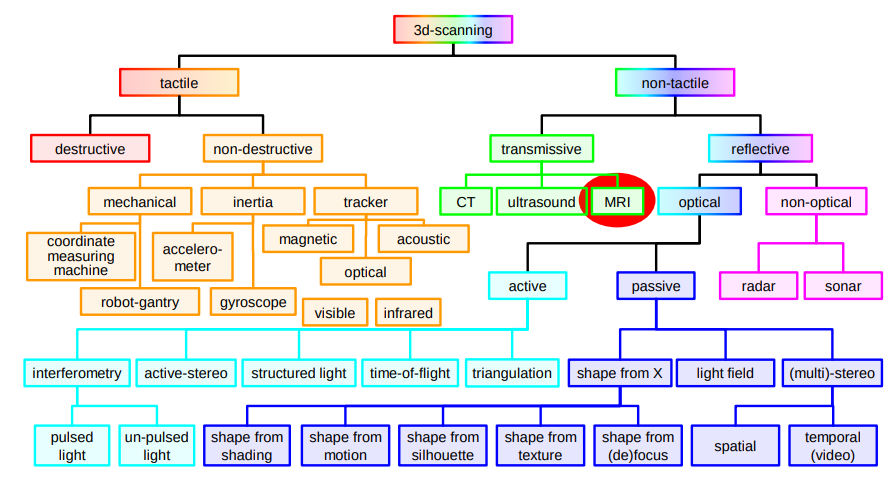 3d-scanning
tactile
non-tactile
destructive
non-destructive
transmissive
reflective
mechanical
inertia
tracker
CT
ultrasound
MRI
optical
non-optical
coordinate
measuring
machine
accelero-
meter
magnetic
acoustic
optical
robot-gantry
gyroscope
visible
infrared
active
passive
radar
sonar
interferometry
active-stereo
structured light
time-of-flight
triangulation
shape from X
light field
(multi)-stereo
pulsed
light
un-pulsed
light
shape from
shading
shape from
motion
shape from
silhouette
shape from
texture
shape from
(de)focus
spatial
temporal
(video)